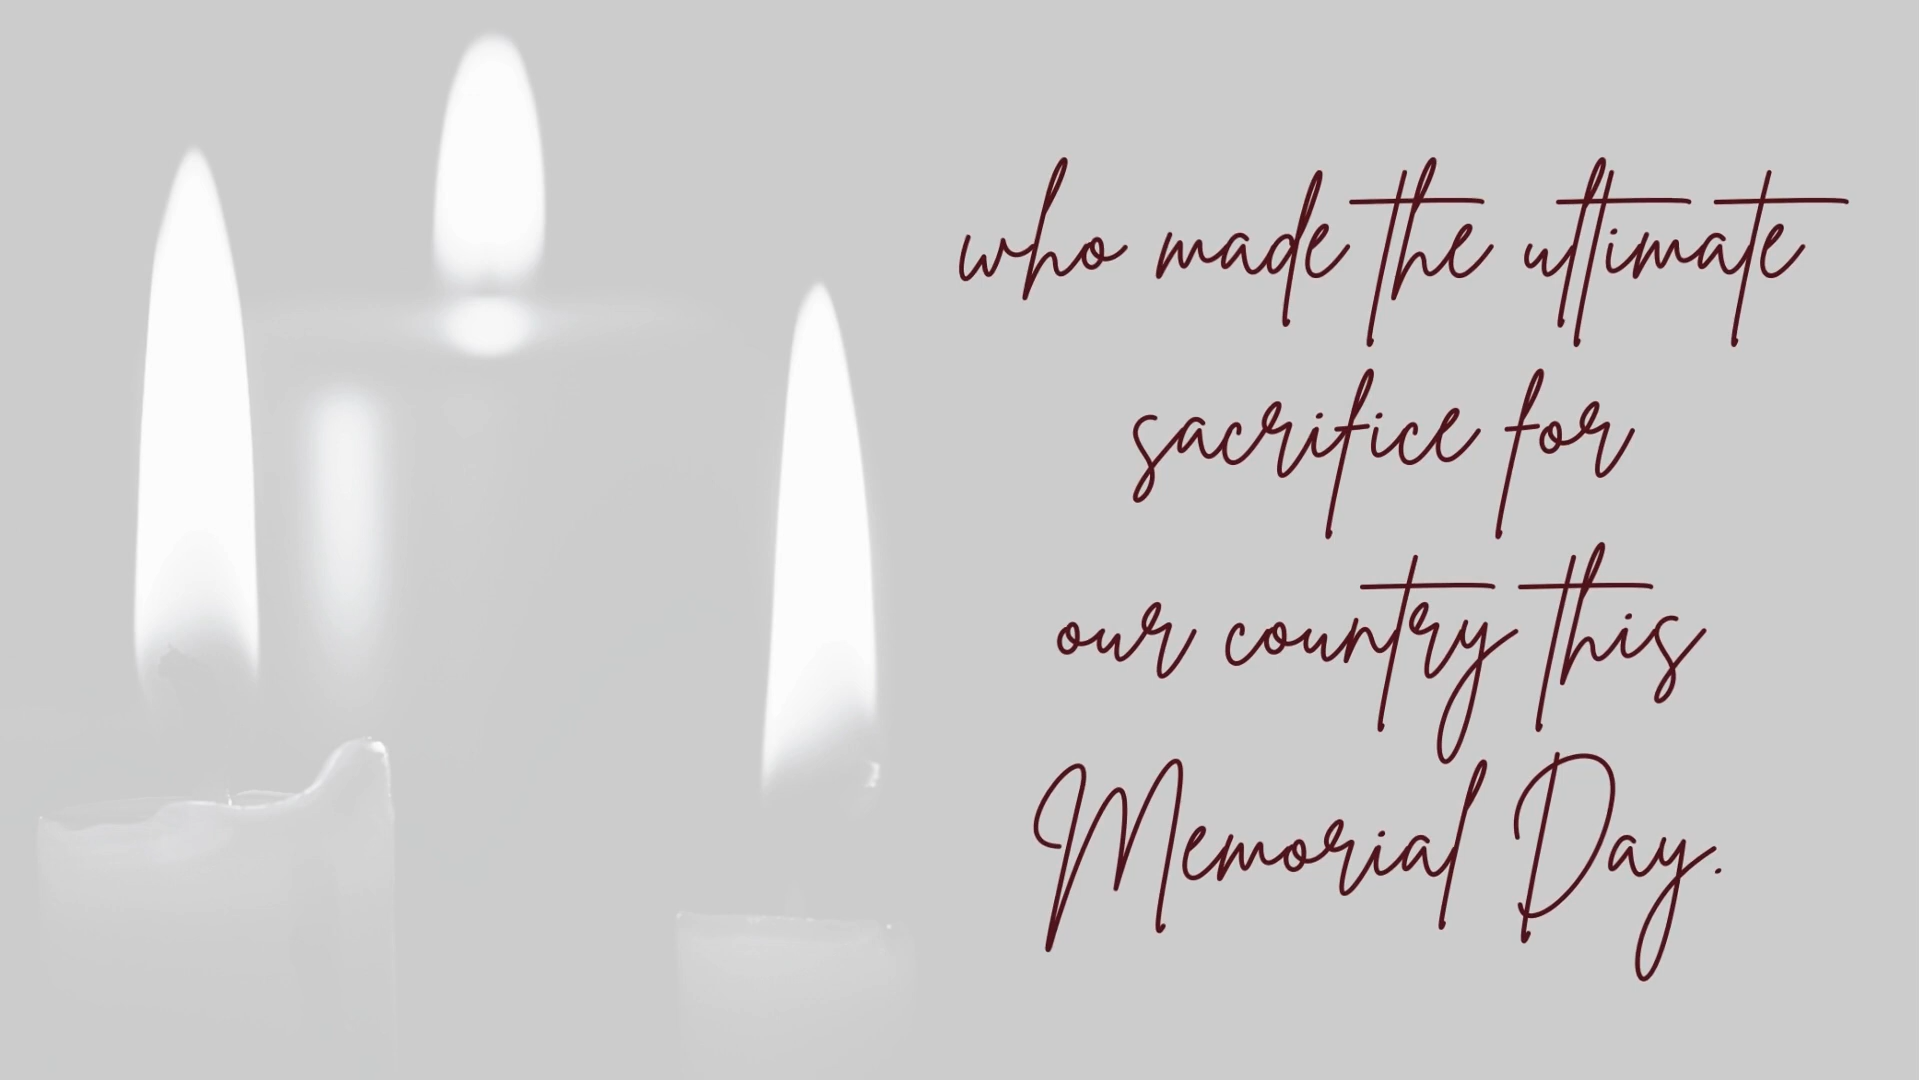 who made the ultimate
sacrifice for
our country this
Memorial Day.